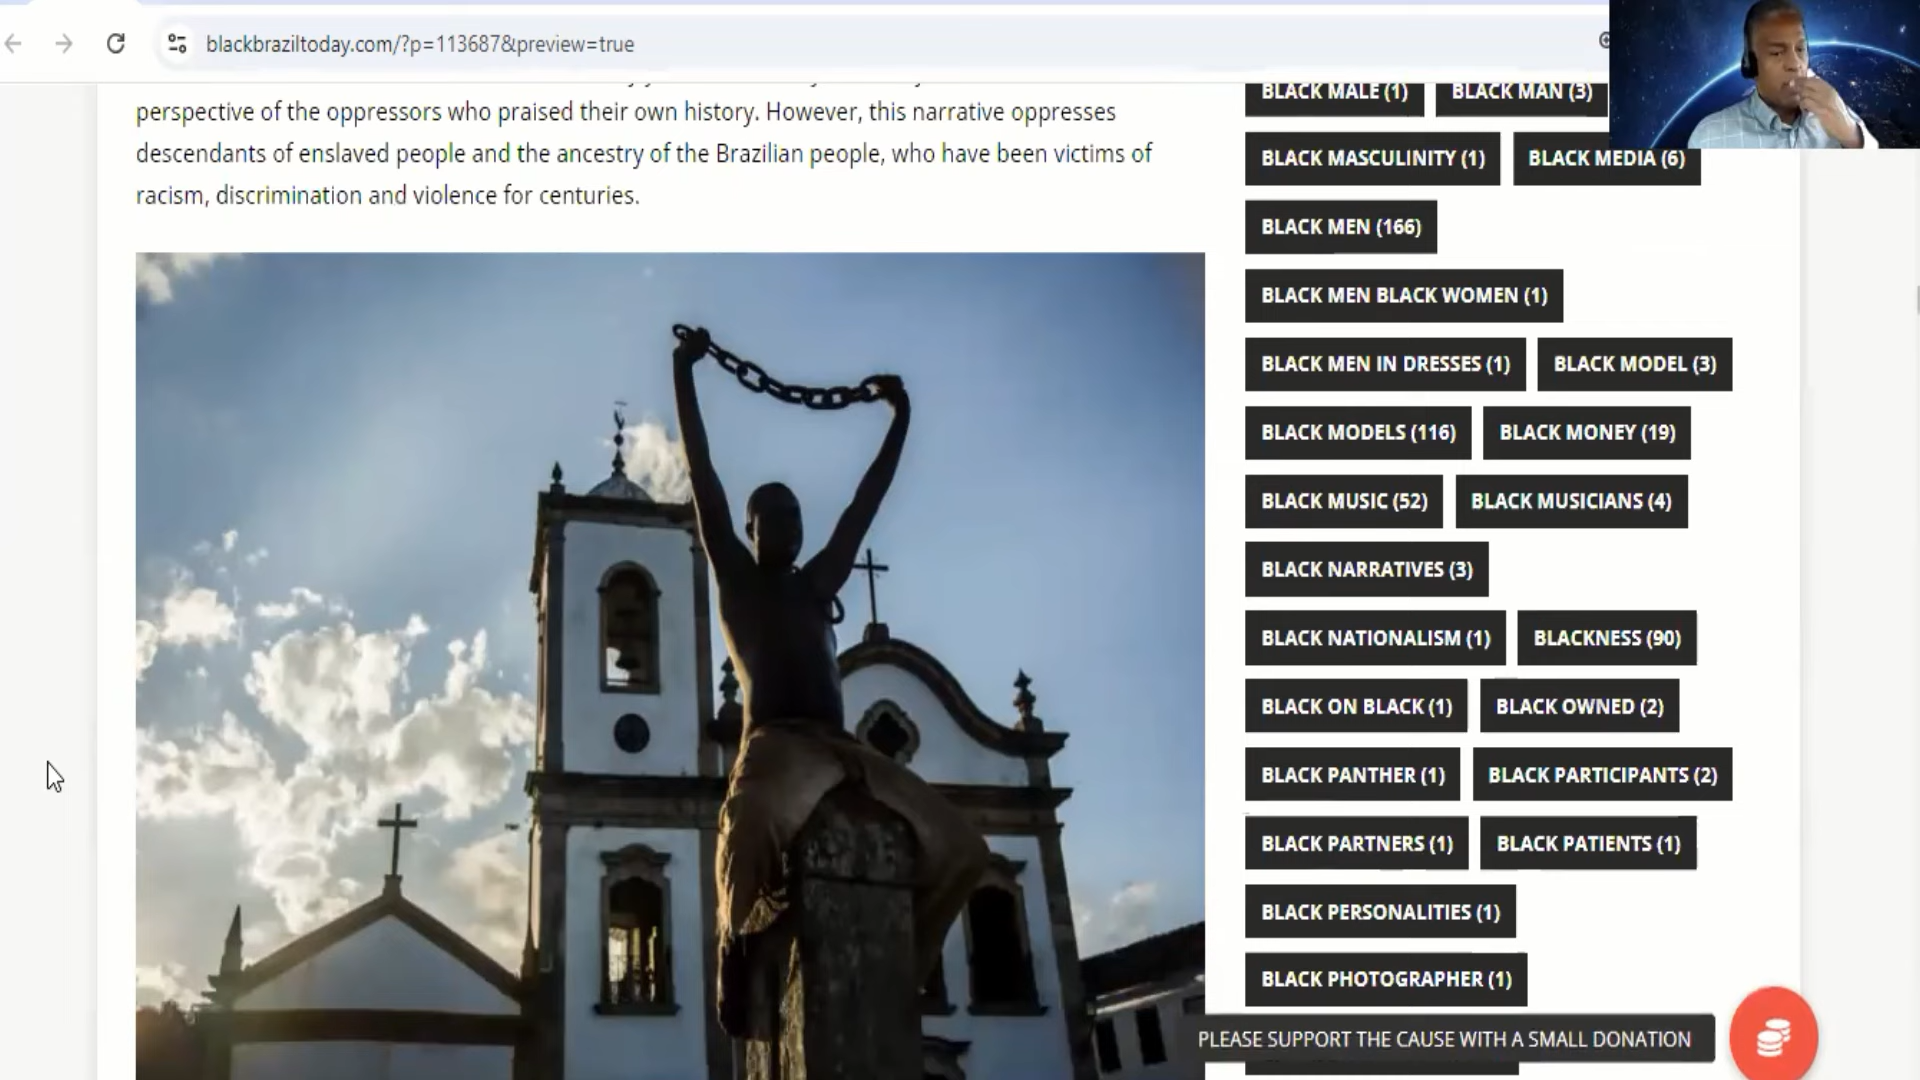 blackbraziltoday.com/?p=113687&preview=true
perspective of the oppressors who praised their own history. However, this narrative oppresses
descendants of enslaved people and the ancestry of the Brazilian people, who have been victims of
racism, discrimination and violence for centuries.
BLACK MALE (1) BLACK MAN (3)
BLACK MASCULINITY (1) BLACK MEDIA (6)
BLACK MEN (166)
BLACK MEN BLACK WOMEN (1)
BLACK MEN IN DRESSES (1) BLACK MODEL (3)
BLACK MODELS (116) BLACK MONEY (19)
BLACK MUSIC (52) BLACK MUSICIANS (4)
BLACK NARRATIVES (3)
BLACK NATIONALISM (1) BLACKNESS (90)
BLACK ON BLACK (1) BLACK OWNED (2)
BLACK PANTHER (1) BLACK PARTICIPANTS (2)
BLACK PARTNERS (1) BLACK PATIENTS (1)
BLACK PERSONALITIES (1)
BLACK PHOTOGRAPHER (1)
PLEASE SUPPORT THE CAUSE WITH A SMALL DONATION